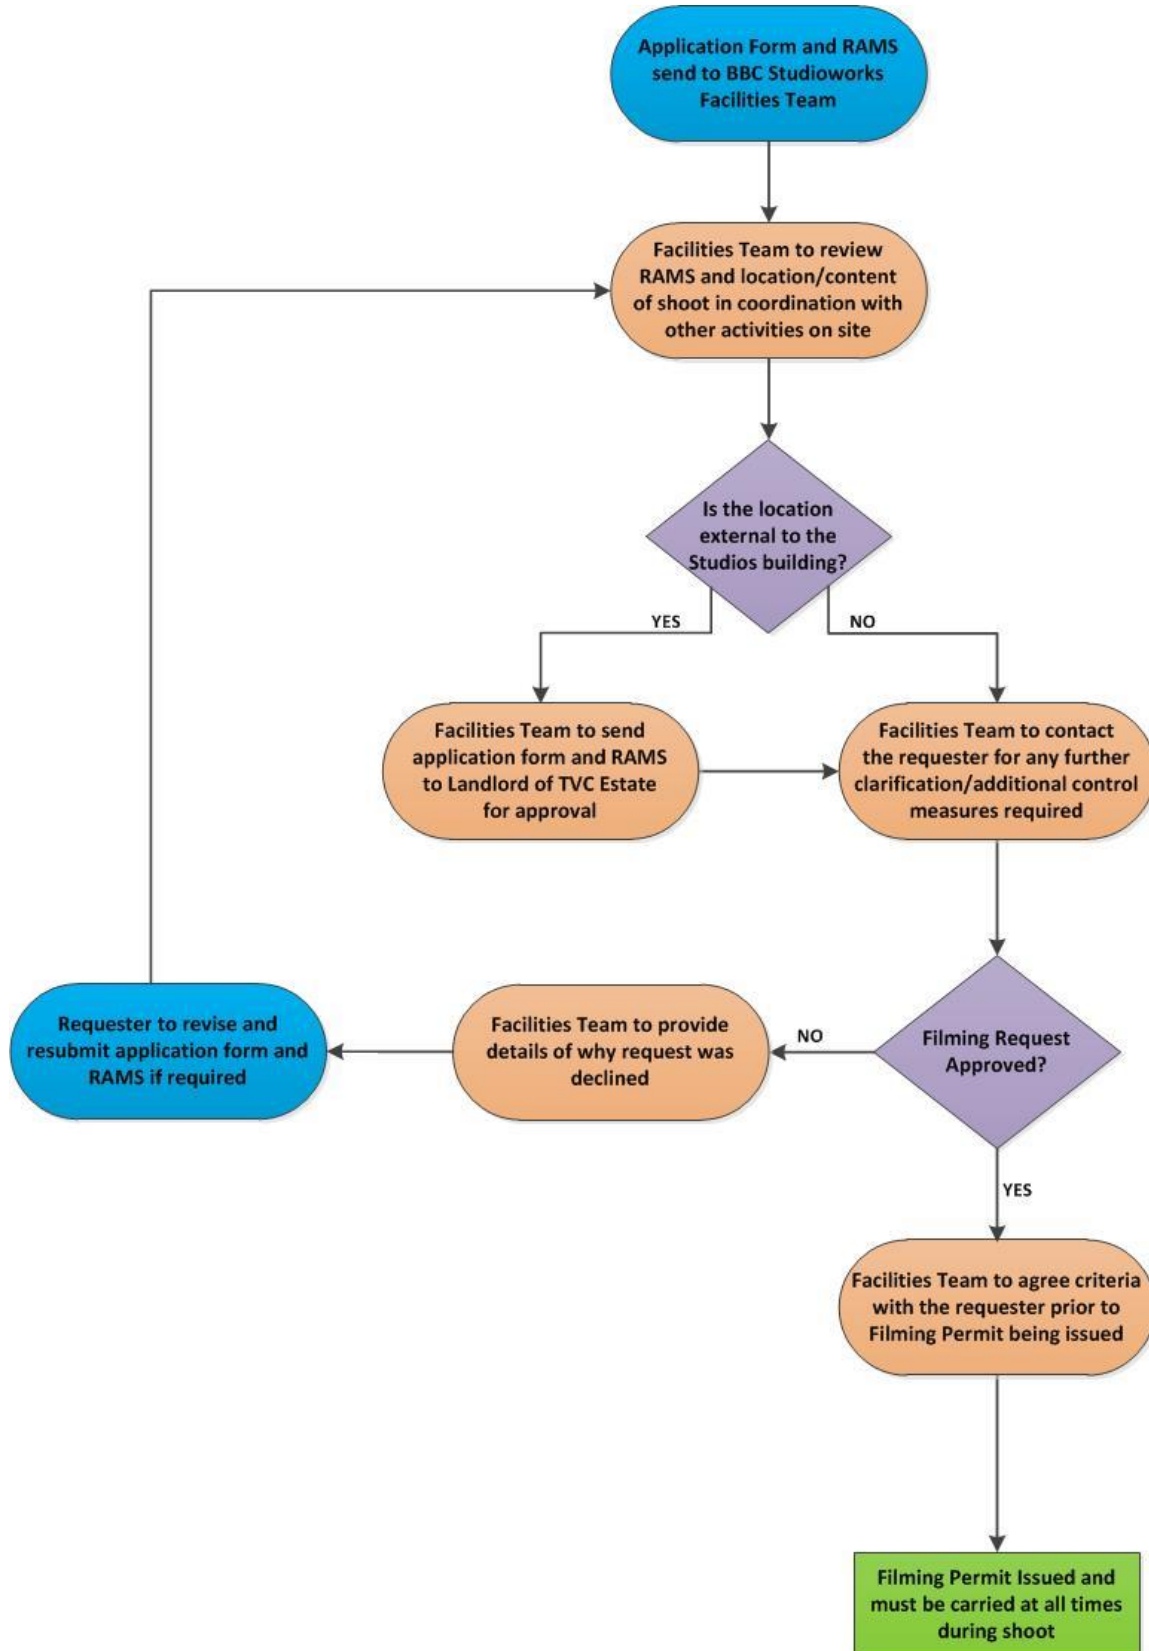 Application Form and RAMS
send to BBC Studioworks
Facilities Team
Facilities Team to review
RAMS and location/content
of shoot in coordination with
other activities on site
Is the location
external to the
Studios building?
YES
NO
Facilities Team to send
application form and RAMS
to Landlord of TVC Estate
for approval
Facilities Team to contact
the requester for any further
clarification/additional control
measures required
Requester to revise and
resubmit application form and
RAMS if required
Facilities Team to provide
details of why request was
declined
NO
Filming Request
Approved?
YES
Facilities Team to agree criteria
with the requester prior to
Filming Permit being issued
Filming Permit Issued and
must be carried at all times
during shoot